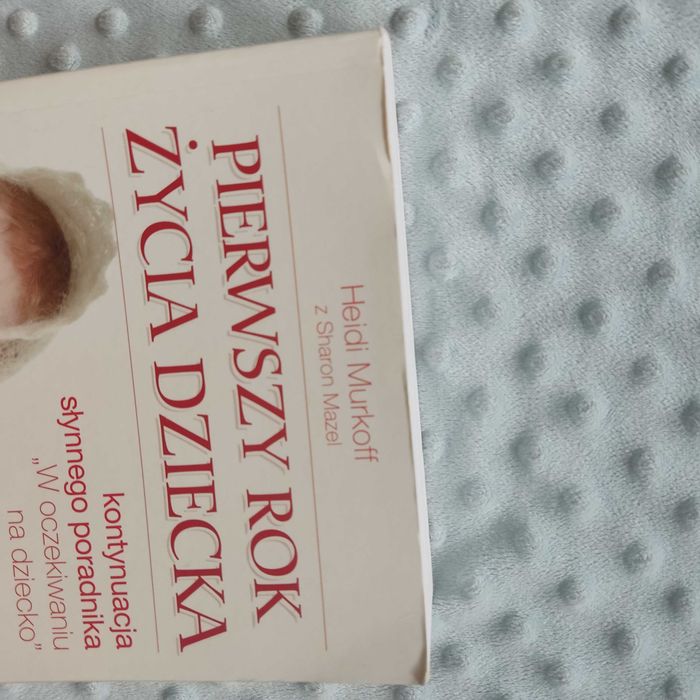 Heidi Murkoff
z Sharon Mazel
PIERWSZY ROK
ŻYCIA DZIECKA
kontynuacja
słynnego poradnika
„W oczekiwaniu
na dziecko”